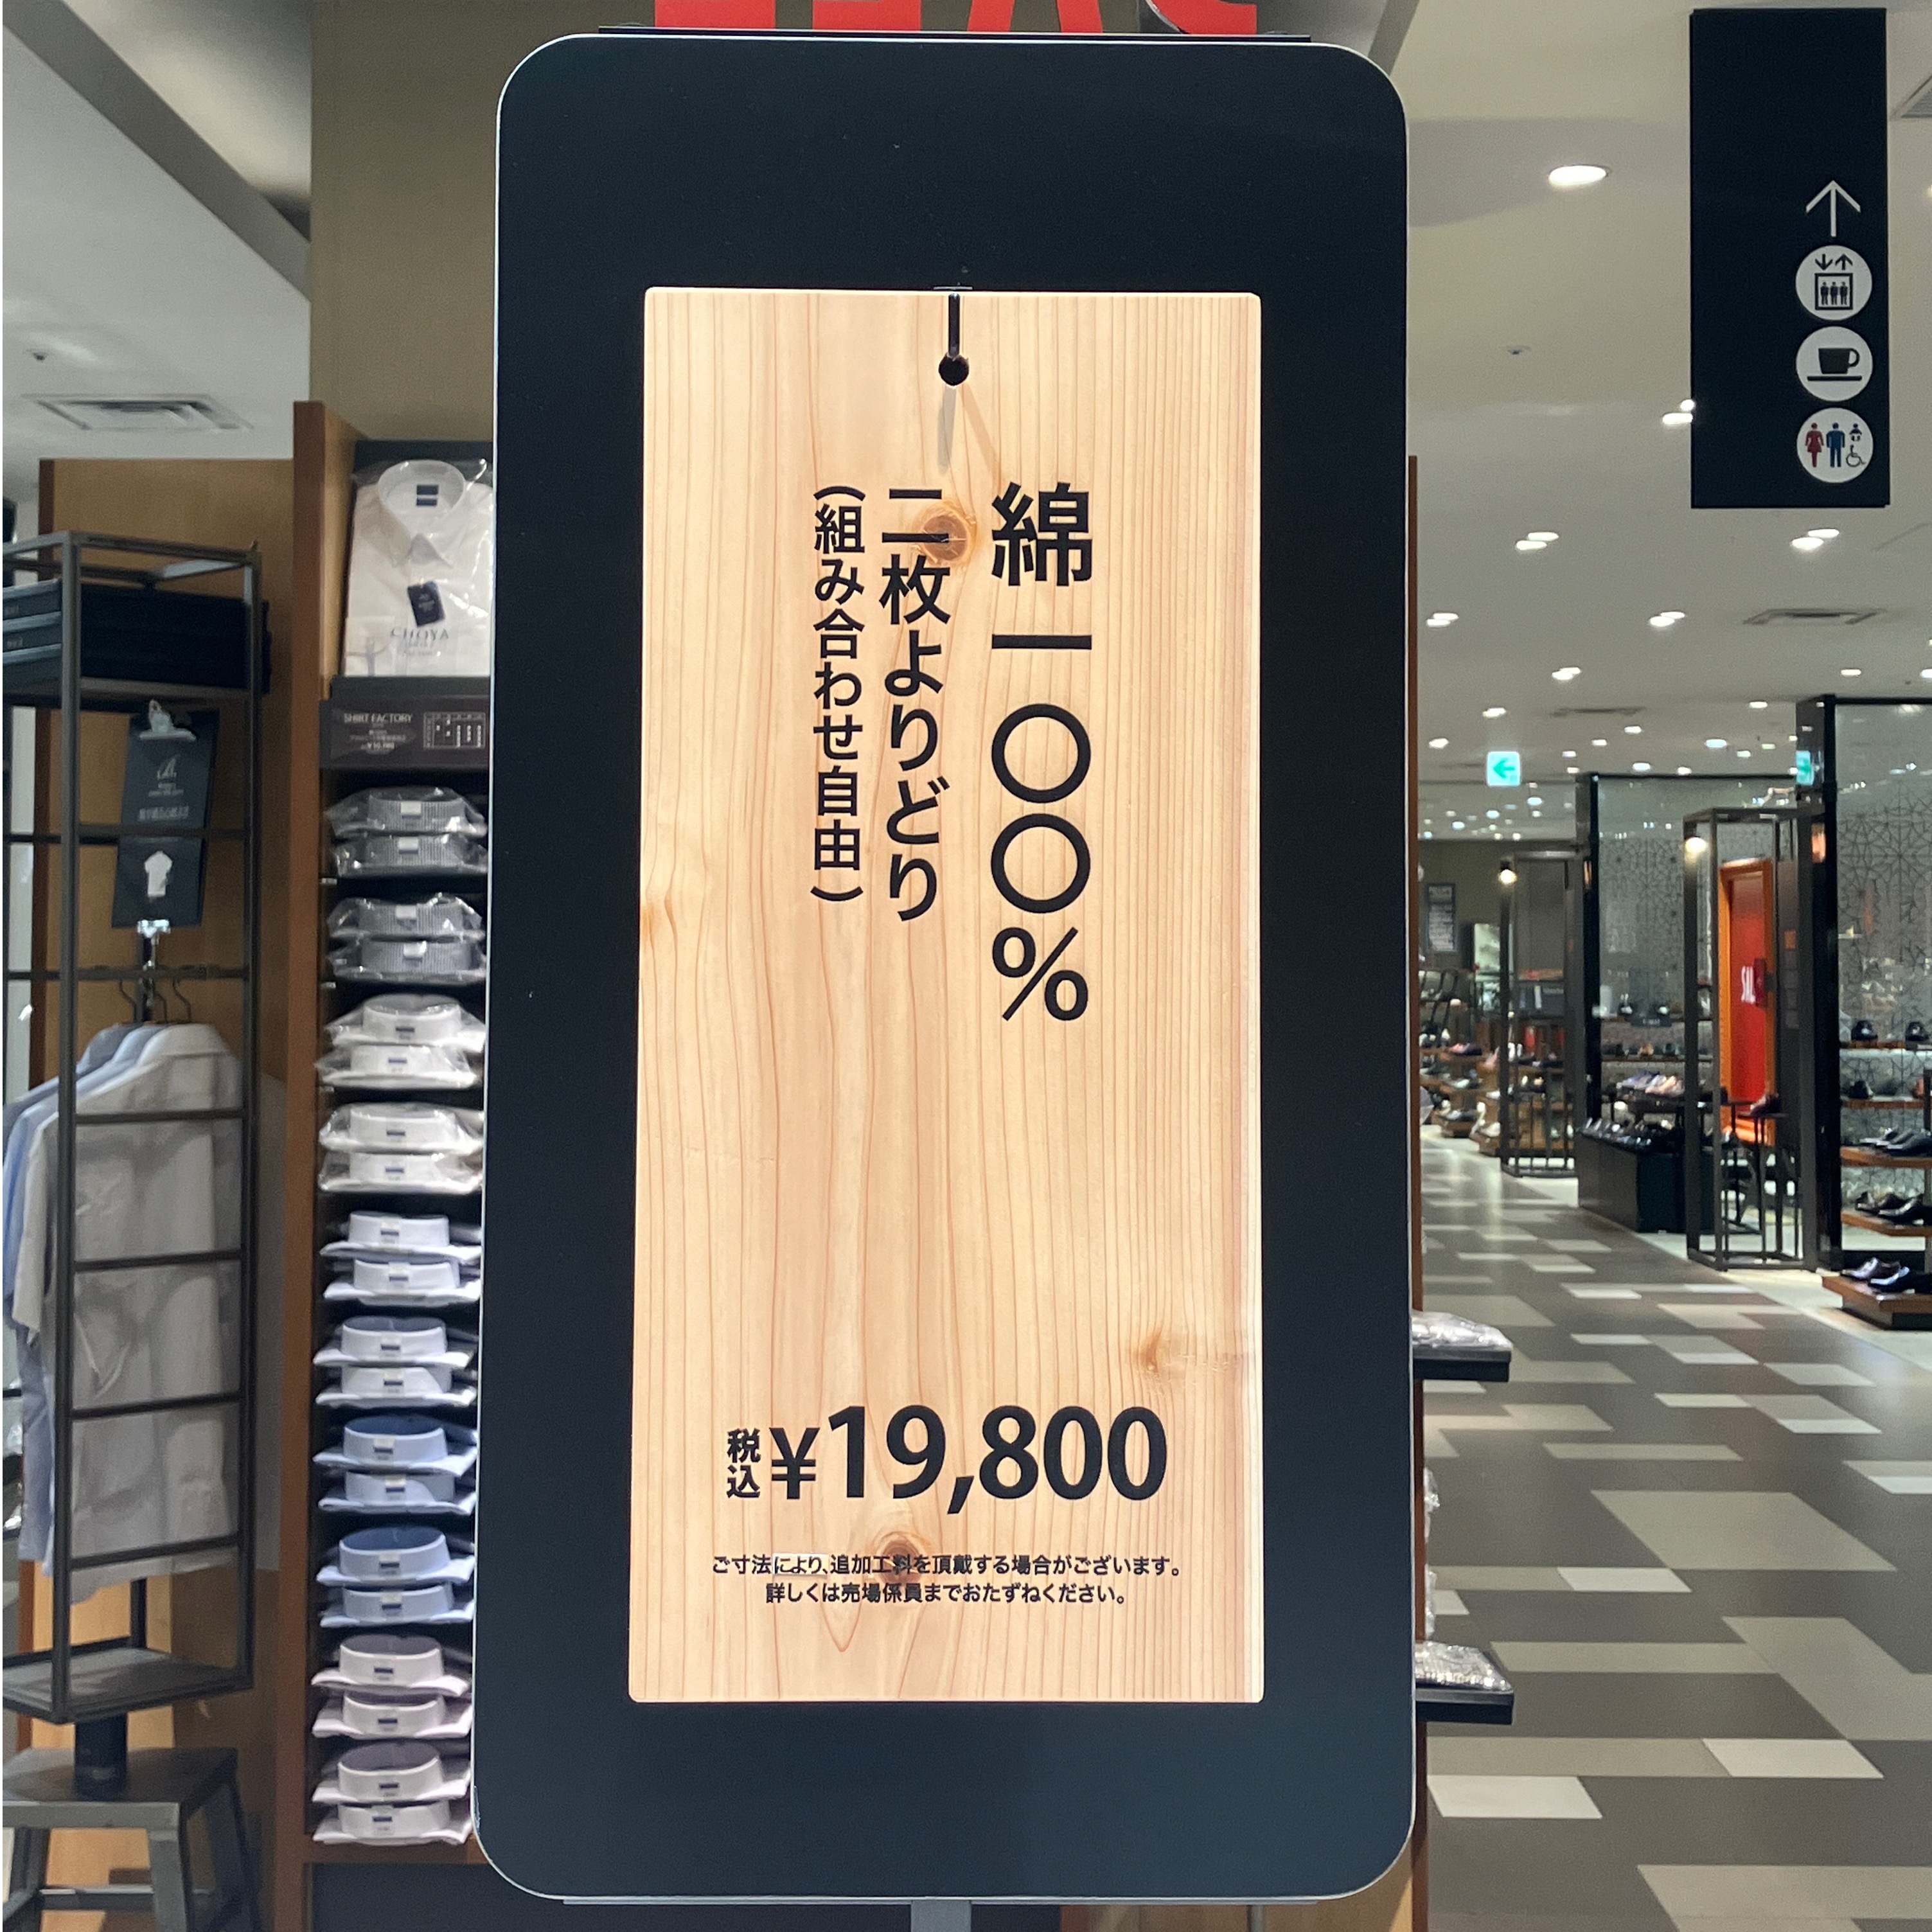 綿一〇〇%
二枚よりどり
(組み合わせ自由)
税込 ¥19,800
ご寸法により、追加工料を頂戴する場合がございます。
詳しくは売場係員までおたずねください。
CHOYA
SHIRT FACTORY